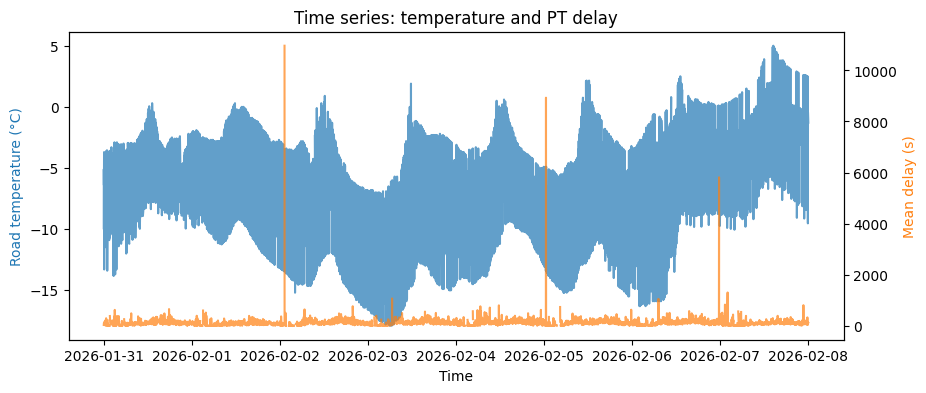 Time series: temperature and PT delay
Road temperature (°C)
5
0
−5
−10
−15
10000
8000
6000
4000
2000
0
Mean delay (s)
2026-01-31 2026-02-01 2026-02-02 2026-02-03 2026-02-04 2026-02-05 2026-02-06 2026-02-07 2026-02-08
Time